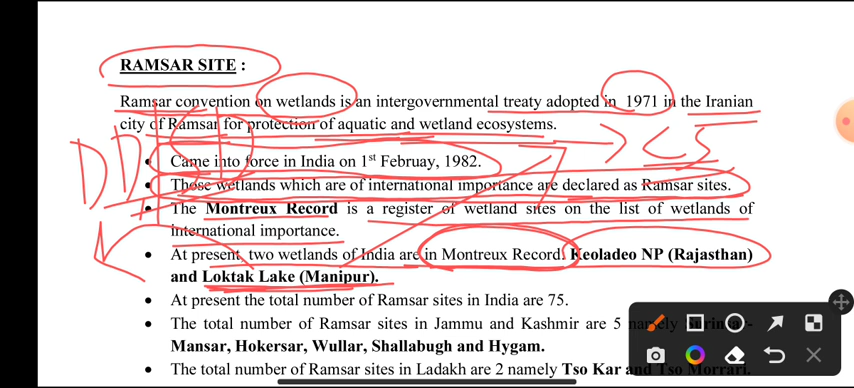 RAMSAR SITE :
Ramsar convention on wetlands is an intergovernmental treaty adopted in 1971 in the Iranian
city of Ramsar for protection of aquatic and wetland ecosystems.
• Came into force in India on 1st Februay, 1982.
• Those wetlands which are of international importance are declared as Ramsar sites.
• The Montreux Record is a register of wetland sites on the list of wetlands of
International importance.
• At present, two wetlands of India are in Montreux Record. Keoladeo NP (Rajasthan)
and Loktak Lake (Manipur).
• At present the total number of Ramsar sites in India are 75.
• The total number of Ramsar sites in Jammu and Kashmir are 5 namely Surinsar-
Mansar, Hokersar, Wullar, Shallabugh and Hygam.
• The total number of Ramsar sites in Ladakh are 2 namely Tso Kar and Tso Morrari.